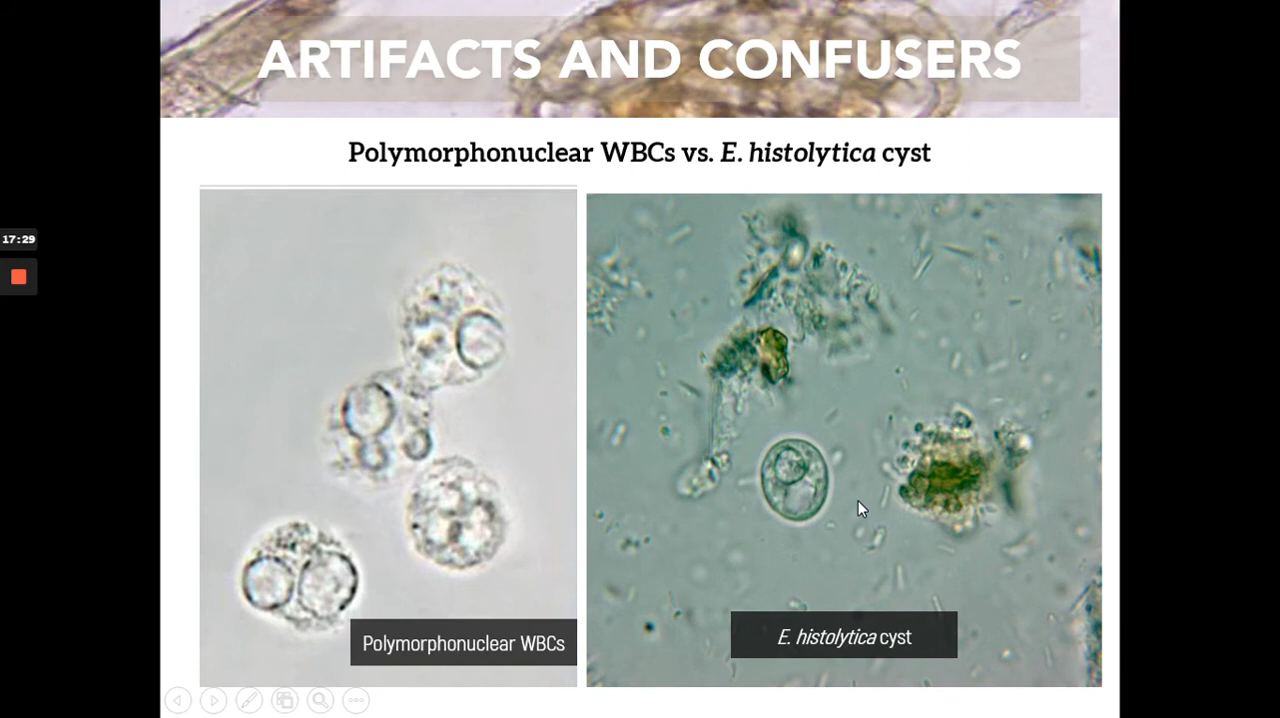 ARTIFACTS AND CONFUSERS
Polymorphonuclear WBCs vs. E. histolytica cyst
17:29
Polymorphonuclear WBCs
E. histolytica cyst